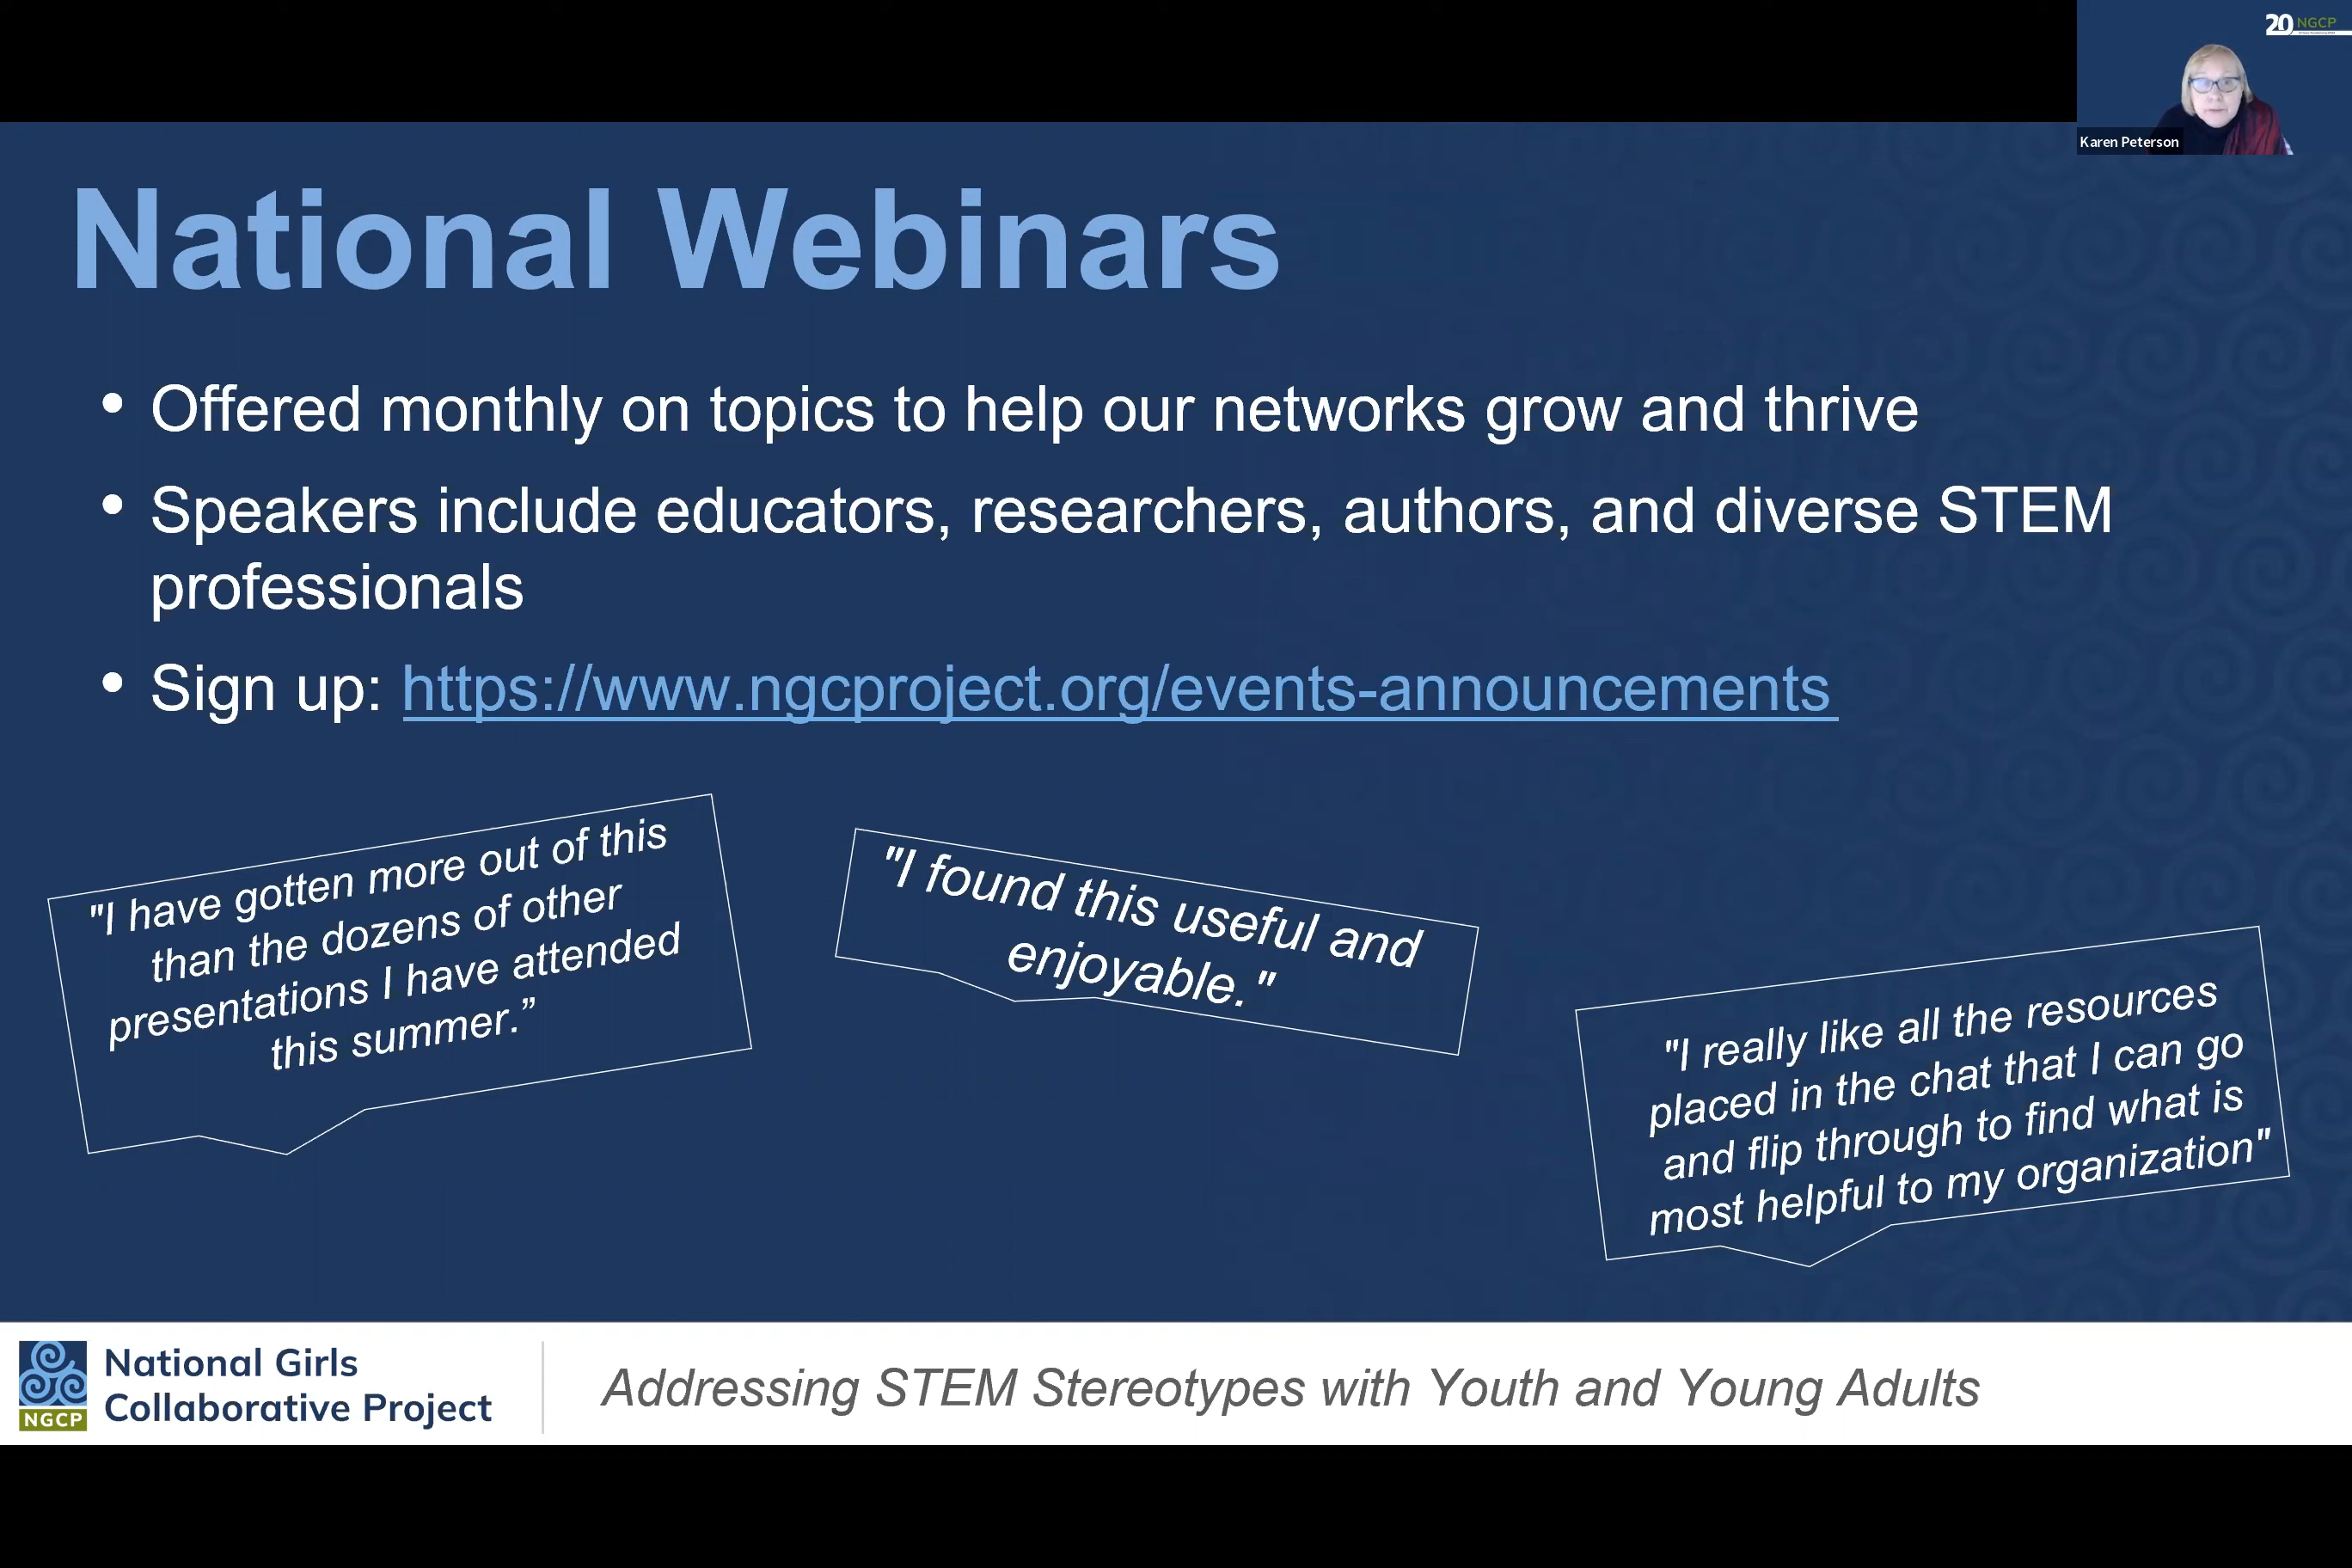 20 NGCP
Karen Peterson
National Webinars
• Offered monthly on topics to help our networks grow and thrive
• Speakers include educators, researchers, authors, and diverse STEM
professionals
• Sign up: https://www.ngcproject.org/events-announcements
"I have gotten more out of this
than the dozens of other
presentations I have attended
this summer.”
"I found this useful and
enjoyable."
"I really like all the resources
placed in the chat that I can go
and flip through to find what is
most helpful to my organization"
NGCP
National Girls
Collaborative Project
Addressing STEM Stereotypes with Youth and Young Adults